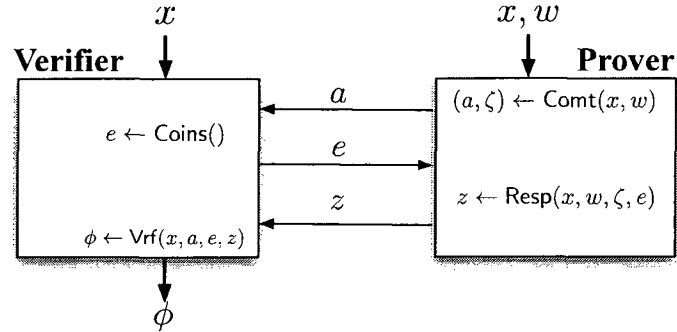 x
x, w
Verifier
Prover
a
(a, ζ) ← Comt(x, w)
e ← Coins()
e
z
z ← Resp(x, w, ζ, e)
φ ← Vrf(x, a, e, z)
φ